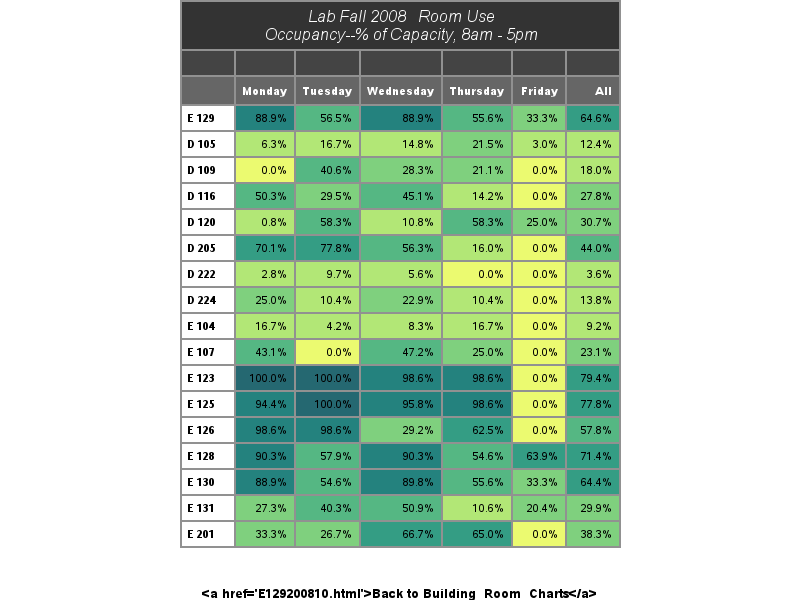 Lab Fall 2008 Room Use
Occupancy--% of Capacity, 8am - 5pm
Monday Tuesday Wednesday Thursday Friday All
E 129 88.9% 56.5% 88.9% 55.6% 33.3% 64.6%
D 105 6.3% 16.7% 14.8% 21.5% 3.0% 12.4%
D 109 0.0% 40.6% 28.3% 21.1% 0.0% 18.0%
D 116 50.3% 29.5% 45.1% 14.2% 0.0% 27.8%
D 120 0.8% 58.3% 10.8% 58.3% 25.0% 30.7%
D 205 70.1% 77.8% 56.3% 16.0% 0.0% 44.0%
D 222 2.8% 9.7% 5.6% 0.0% 0.0% 3.6%
D 224 25.0% 10.4% 22.9% 10.4% 0.0% 13.8%
E 104 16.7% 4.2% 8.3% 16.7% 0.0% 9.2%
E 107 43.1% 0.0% 47.2% 25.0% 0.0% 23.1%
E 123 100.0% 100.0% 98.6% 98.6% 0.0% 79.4%
E 125 94.4% 100.0% 95.8% 98.6% 0.0% 77.8%
E 126 98.6% 98.6% 29.2% 62.5% 0.0% 57.8%
E 128 90.3% 57.9% 90.3% 54.6% 63.9% 71.4%
E 130 88.9% 54.6% 89.8% 55.6% 33.3% 64.4%
E 131 27.3% 40.3% 50.9% 10.6% 20.4% 29.9%
E 201 33.3% 26.7% 66.7% 65.0% 0.0% 38.3%
<a href='E129200810.html'>Back to Building Room Charts</a>